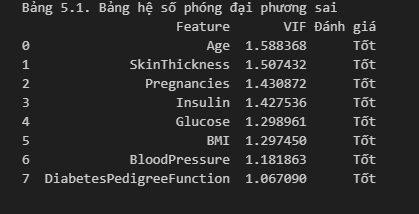 Bảng 5.1. Bảng hệ số phóng đại phương sai
Feature VIF Đánh giá
0 Age 1.588368 Tốt
1 SkinThickness 1.507432 Tốt
2 Pregnancies 1.430872 Tốt
3 Insulin 1.427536 Tốt
4 Glucose 1.298961 Tốt
5 BMI 1.297450 Tốt
6 BloodPressure 1.181863 Tốt
7 DiabetesPedigreeFunction 1.067090 Tốt